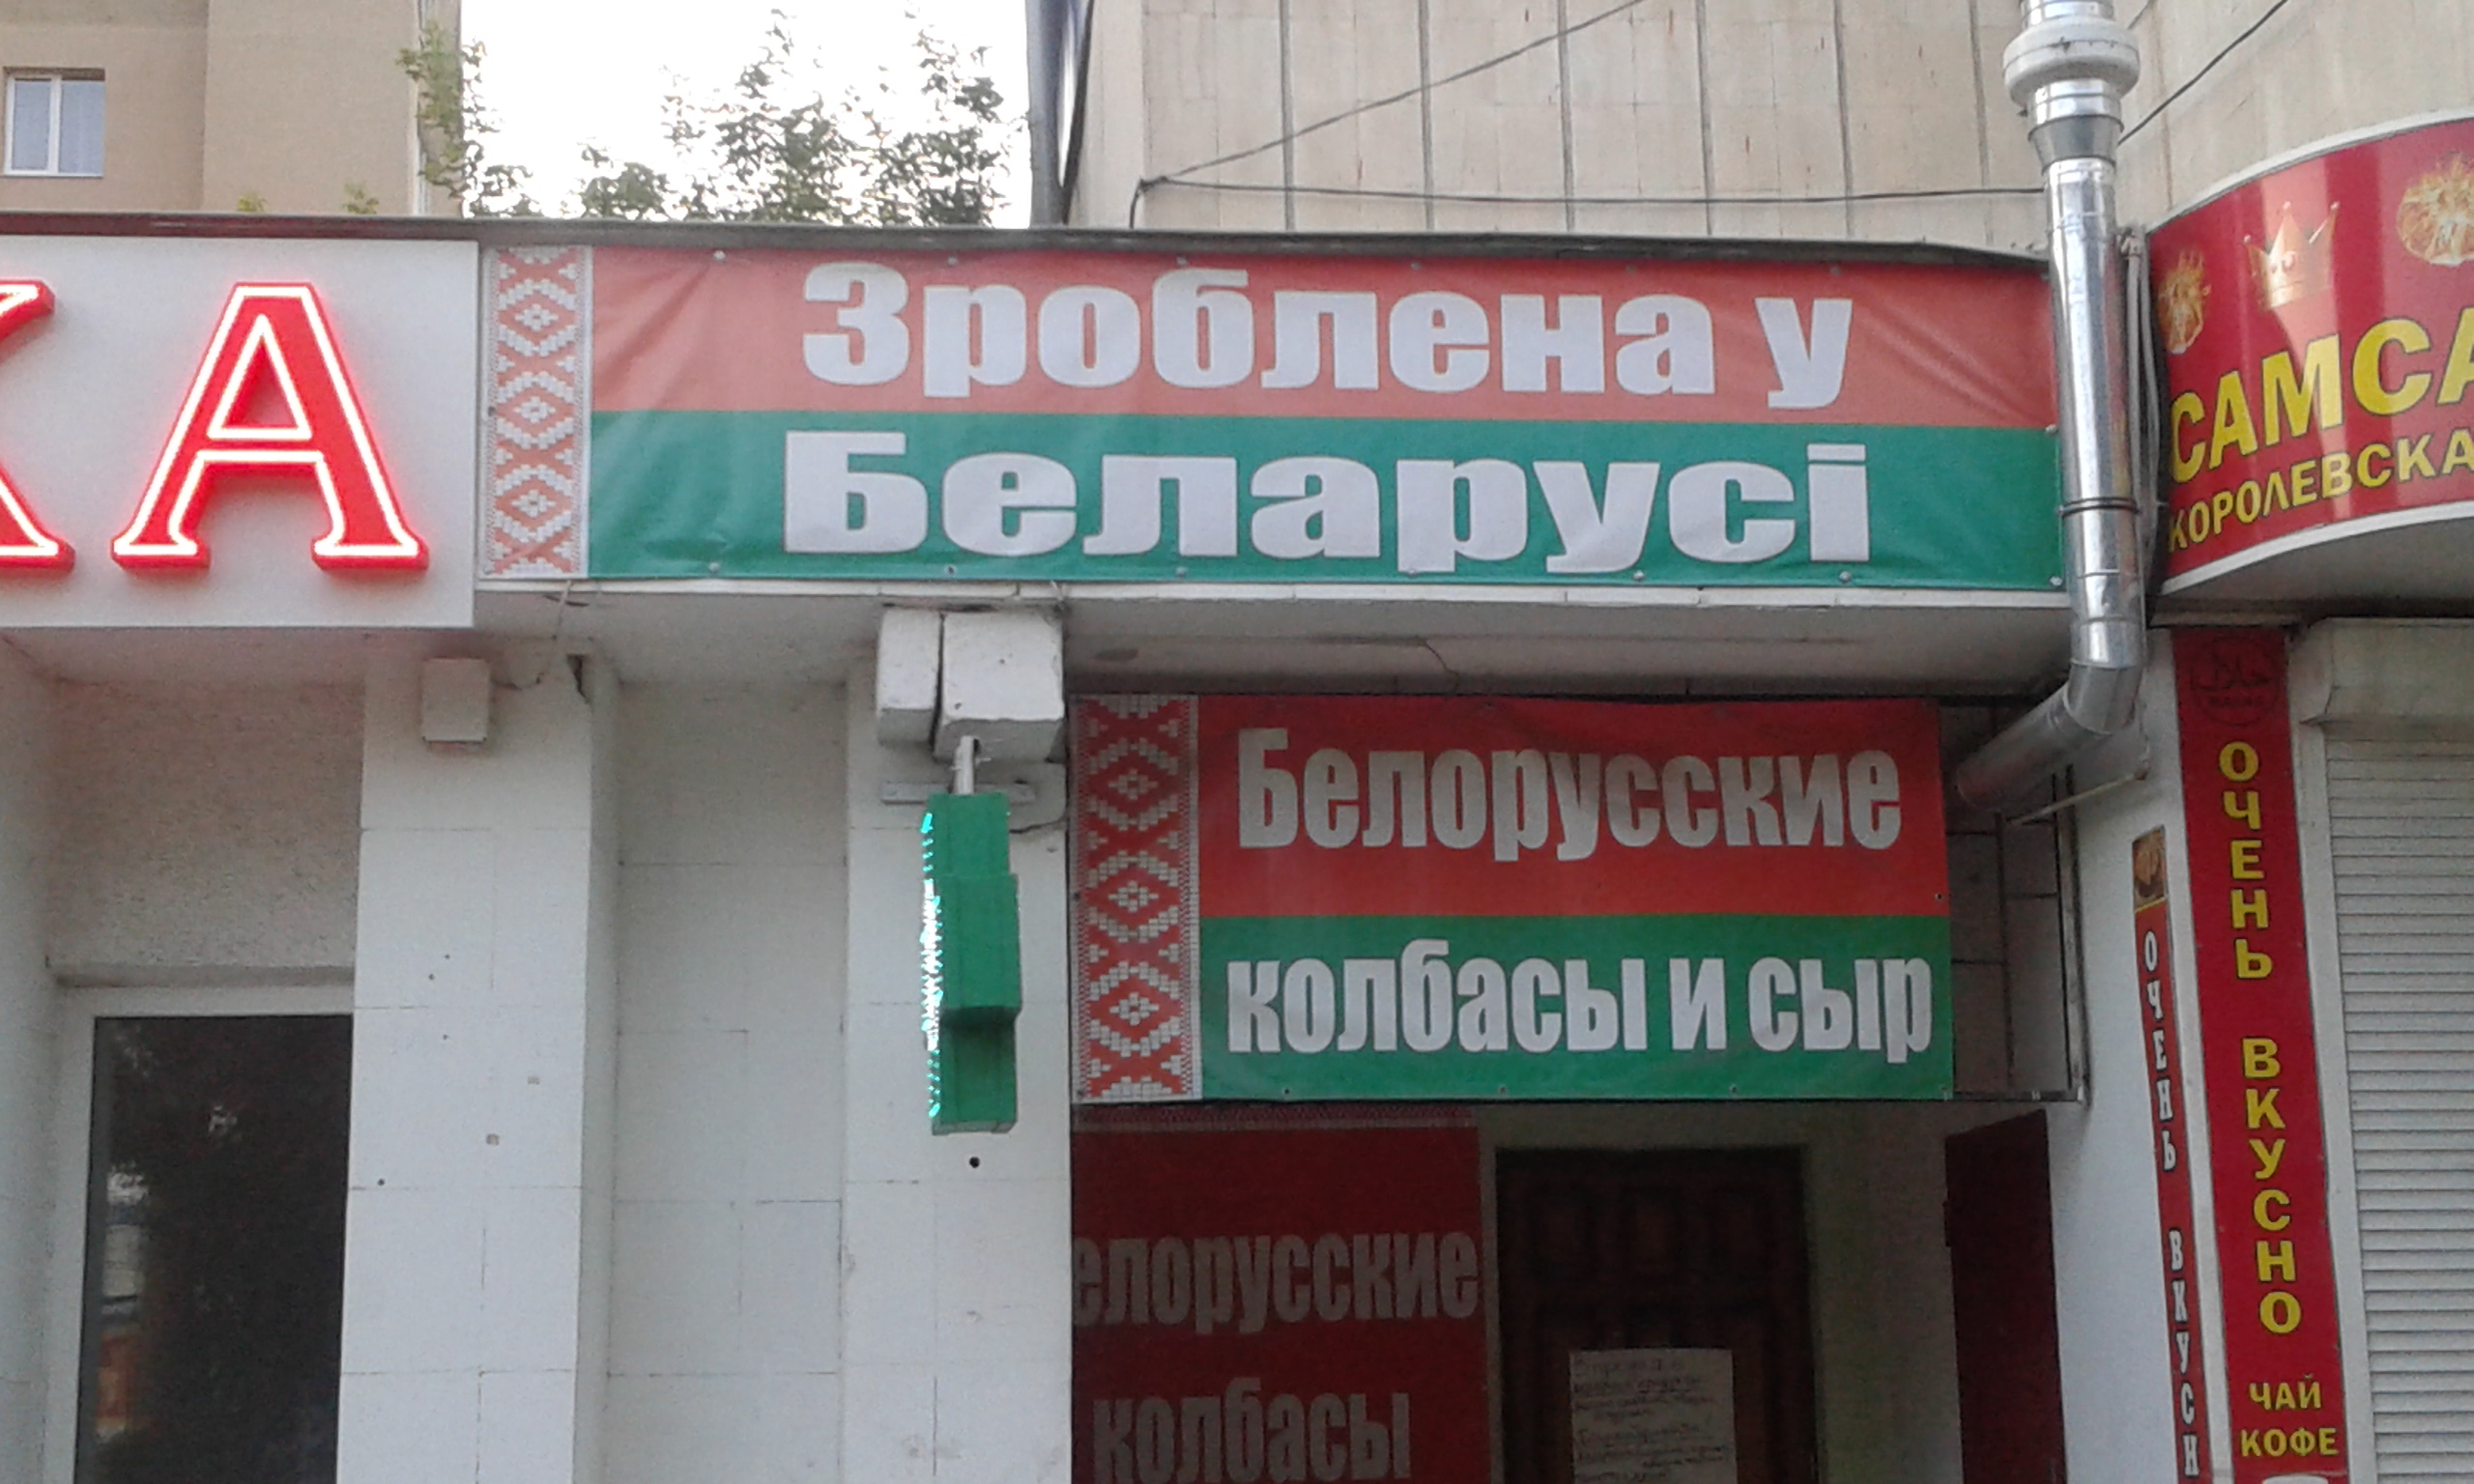 КА
Зроблена у
Беларусі
САМСА
КОРОЛЕВСКА
Белорусские
колбасы и сыр
елорусские
колбасы
ОЧЕНЬ ВКУСН
ОЧЕНЬ ВКУСНО
ЧАЙ
КОФЕ